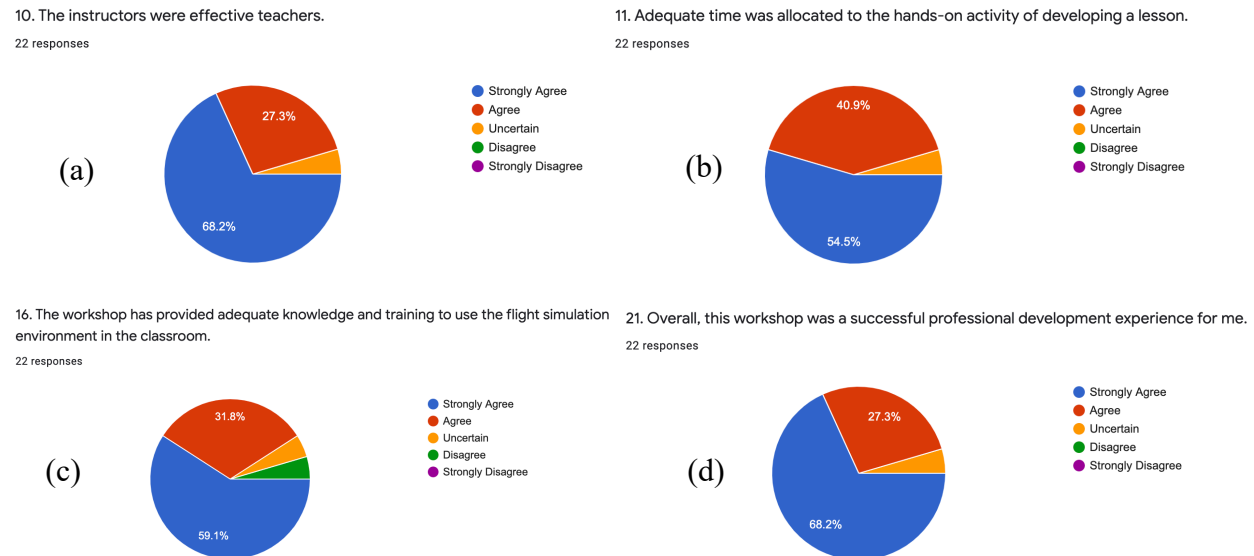 10. The instructors were effective teachers.
22 responses
(a)
27.3%
68.2%
Strongly Agree
Agree
Uncertain
Disagree
Strongly Disagree
11. Adequate time was allocated to the hands-on activity of developing a lesson.
22 responses
(b)
40.9%
54.5%
Strongly Agree
Agree
Uncertain
Disagree
Strongly Disagree
16. The workshop has provided adequate knowledge and training to use the flight simulation
environment in the classroom.
22 responses
(c)
31.8%
59.1%
Strongly Agree
Agree
Uncertain
Disagree
Strongly Disagree
21. Overall, this workshop was a successful professional development experience for me.
22 responses
(d)
27.3%
68.2%
Strongly Agree
Agree
Uncertain
Disagree
Strongly Disagree